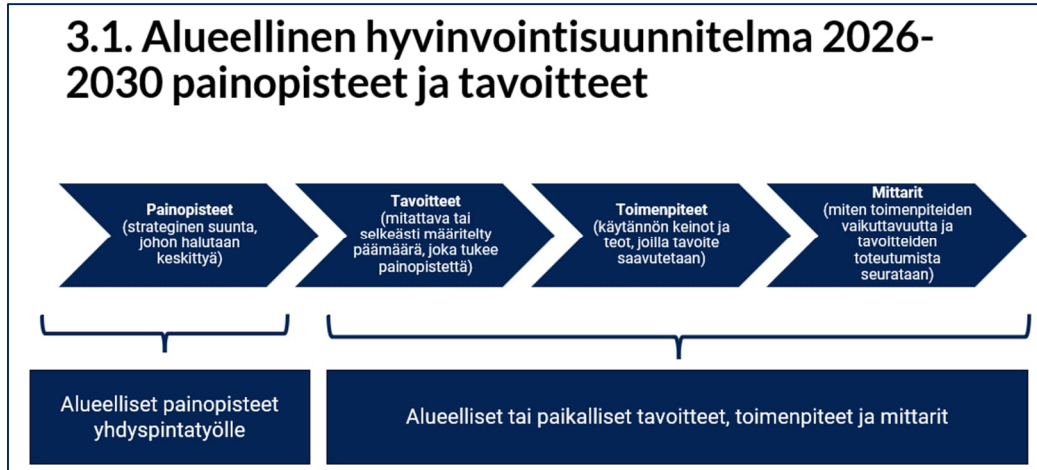 3.1. Alueellinen hyvinvointisuunnitelma 2026-
2030 painopisteet ja tavoitteet
Painopisteet
(strateginen suunta,
johon halutaan
keskittyä)
Tavoitteet
(mitattava tai
selkeästi määritelty
päämäärä, joka tukee
painopistettä)
Toimenpiteet
(käytännön keinot ja
teot, joilla tavoite
saavutetaan)
Mittarit
(miten toimenpiteiden
vaikuttavuutta ja
tavoitteiden
toteutumista
seurataan)
Alueelliset painopisteet
yhdyspintatyölle
Alueelliset tai paikalliset tavoitteet, toimenpiteet ja mittarit